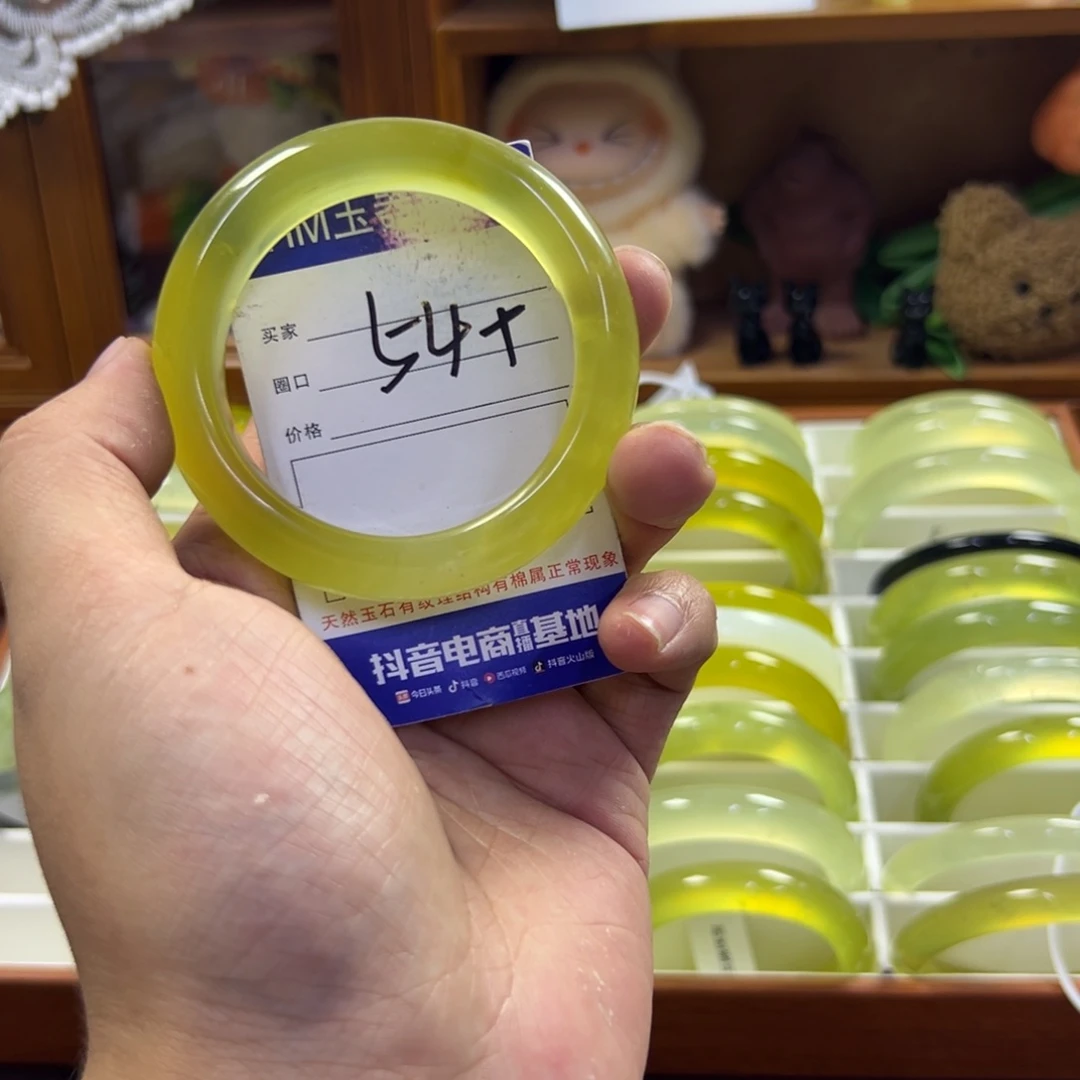 买家
54+
圈口
价格
天然玉石有纹理结构有棉属正常现象
抖音电商直播基地
今日头条 抖音 西瓜视频 抖音火山版